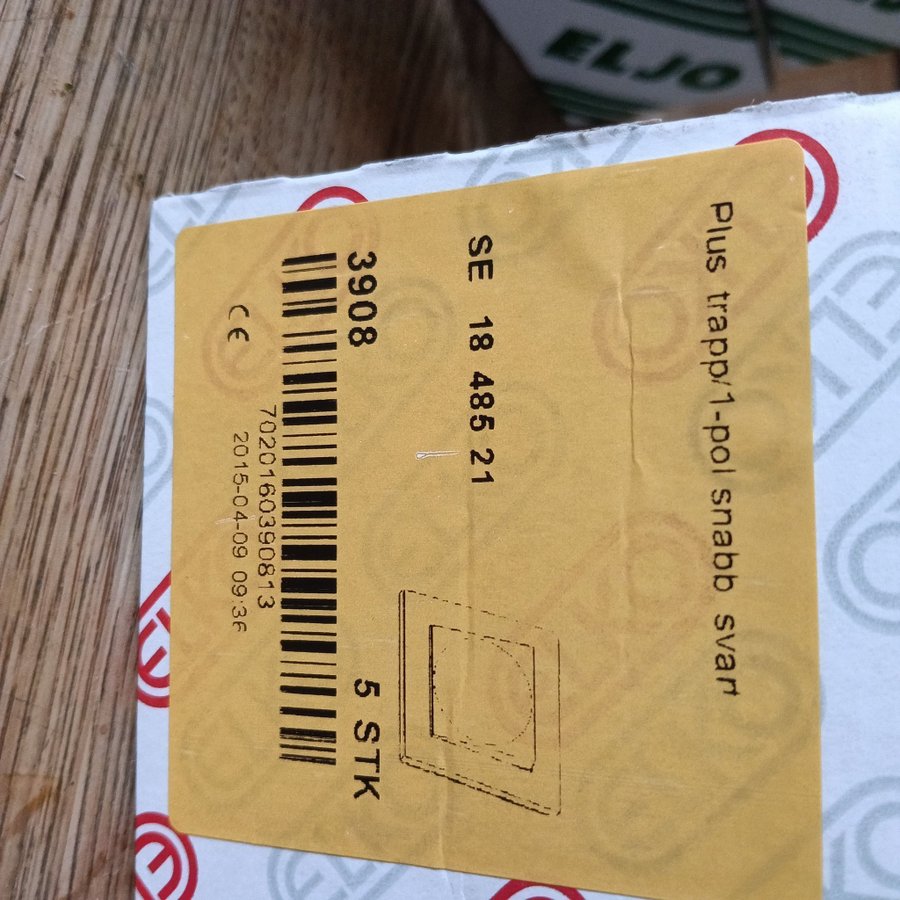 ELJO
Plus trapp/1-pol snabb svart
SE 18 485 21
3908
5 STK
7020160390813
2015-04-09 09:36
CE